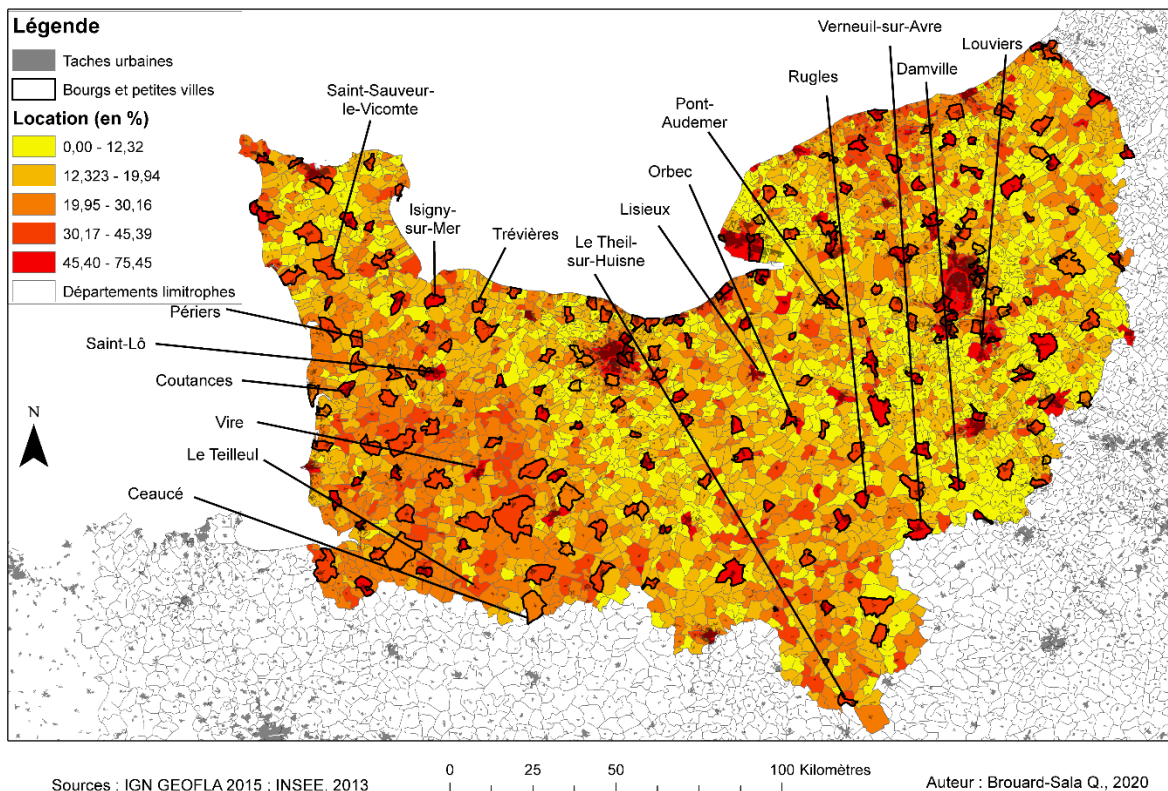 Légende
Taches urbaines
Bourgs et petites villes
Location (en %)
0,00 - 12,32
12,323 - 19,94
19,95 - 30,16
30,17 - 45,39
45,40 - 75,45
Départements limitrophes
Saint-Sauveur-
le-Vicomte
Isigny-
sur-Mer
Trévières
Le Theil-
sur-Huisne
Lisieux
Orbec
Pont-
Audemer
Rugles
Verneuil-sur-Avre
Damville
Louviers
Périers
Saint-Lô
Coutances
Vire
Le Teilleul
Ceaucé
N
Sources : IGN GEOFLA 2015 ; INSEE, 2013
0 25 50 100 Kilomètres
Auteur : Brouard-Sala Q., 2020